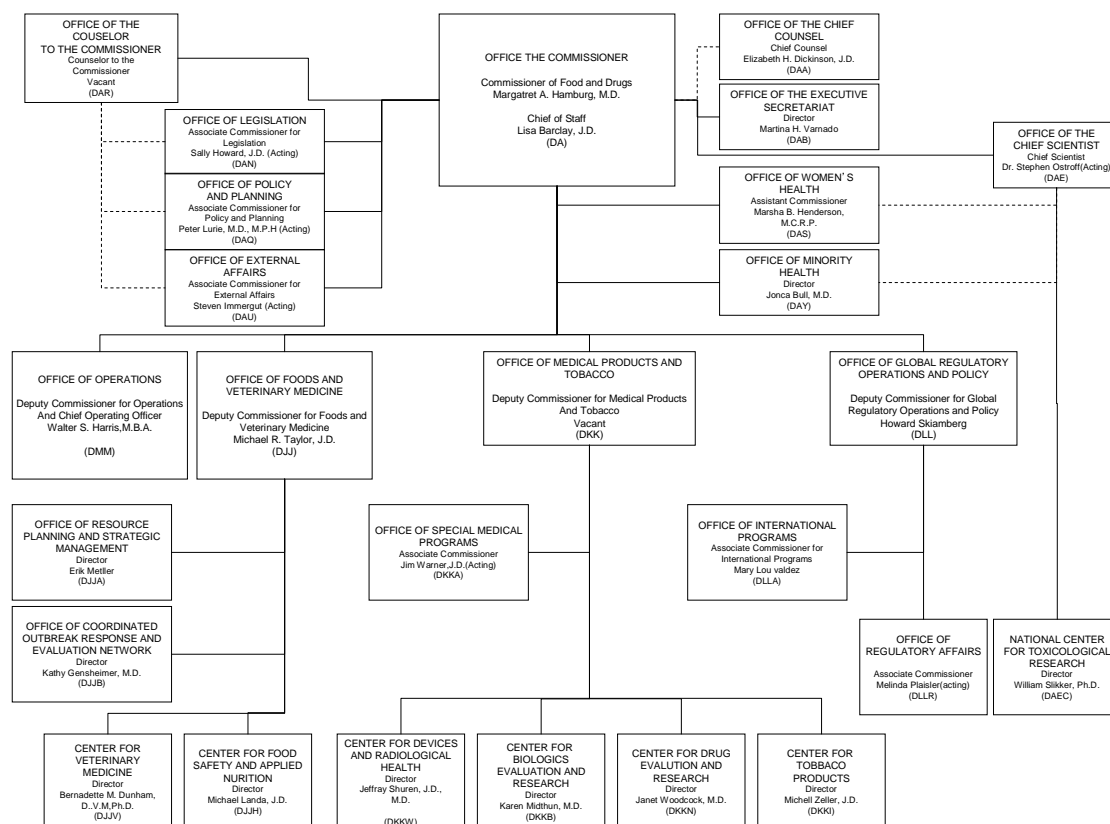 OFFICE OF THE
COUSELOR
TO THE COMMISSIONER
Counselor to the
Commissioner
Vacant
(DAR)
OFFICE THE COMMISSIONER
Commissioner of Food and Drugs
Margatret A. Hamburg, M.D.
Chief of Staff
Lisa Barclay, J.D.
(DA)
OFFICE OF THE CHIEF
COUNSEL
Chief Counsel
Elizabeth H. Dickinson, J.D.
(DAA)
OFFICE OF THE EXECUTIVE
SECRETARIAT
Director
Martina H. Varnado
(DAB)
OFFICE OF THE
CHIEF SCIENTIST
Chief Scientist
Dr. Stephen Ostroff(Acting)
(DAE)
OFFICE OF LEGISLATION
Associate Commissioner for
Legislation
Sally Howard, J.D. (Acting)
(DAN)
OFFICE OF POLICY
AND PLANNING
Associate Commissioner for
Policy and Planning
Peter Lurie, M.D., M.P.H (Acting)
(DAQ)
OFFICE OF EXTERNAL
AFFAIRS
Associate Commissioner for
External Affairs
Steven Immergut (Acting)
(DAU)
OFFICE OF WOMEN'S
HEALTH
Assistant Commissioner
Marsha B. Henderson,
M.C.R.P.
(DAS)
OFFICE OF MINORITY
HEALTH
Director
Jonca Bull, M.D.
(DAY)
OFFICE OF OPERATIONS
Deputy Commissioner for Operations
And Chief Operating Officer
Walter S. Harris,M.B.A.
(DMM)
OFFICE OF FOODS AND
VETERINARY MEDICINE
Deputy Commissioner for Foods and
Veterinary Medicine
Michael R. Taylor, J.D.
(DJJ)
OFFICE OF MEDICAL PRODUCTS AND
TOBACCO
Deputy Commissioner for Medical Products
And Tobacco
Vacant
(DKK)
OFFICE OF GLOBAL REGULATORY
OPERATIONS AND POLICY
Deputy Commissioner for Global
Regulatory Operations and Policy
Howard Skiamberg
(DLL)
OFFICE OF RESOURCE
PLANNING AND STRATEGIC
MANAGEMENT
Director
Erik Metller
(DJJA)
OFFICE OF SPECIAL MEDICAL
PROGRAMS
Associate Commissioner
Jim Warner,J.D.(Acting)
(DKKA)
OFFICE OF INTERNATIONAL
PROGRAMS
Associate Commissioner for
International Programs
Mary Lou valdez
(DLLA)
OFFICE OF COORDINATED
OUTBREAK RESPONSE AND
EVALUATION NETWORK
Director
Kathy Gensheimer, M.D.
(DJJB)
OFFICE OF
REGULATORY AFFAIRS
Associate Commissioner
Melinda Plaisler(acting)
(DLLR)
NATIONAL CENTER
FOR TOXICOLOGICAL
RESEARCH
Director
William Slikker, Ph.D.
(DAEC)
CENTER FOR
VETERINARY
MEDICINE
Director
Bernadette M. Dunham,
D..V.M,Ph.D.
(DJJV)
CENTER FOR FOOD
SAFETY AND APPLIED
NURITION
Director
Michael Landa, J.D.
(DJJH)
CENTER FOR DEVICES
AND RADIOLOGICAL
HEALTH
Director
Jeffray Shuren, J.D.,
M.D.
(DKKW)
CENTER FOR
BIOLOGICS
EVALUATION AND
RESEARCH
Director
Karen Midthun, M.D.
(DKKB)
CENTER FOR DRUG
EVALUTION AND
RESEARCH
Director
Janet Woodcock, M.D.
(DKKN)
CENTER FOR
TOBBACO
PRODUCTS
Director
Michell Zeller, J.D.
(DKKI)